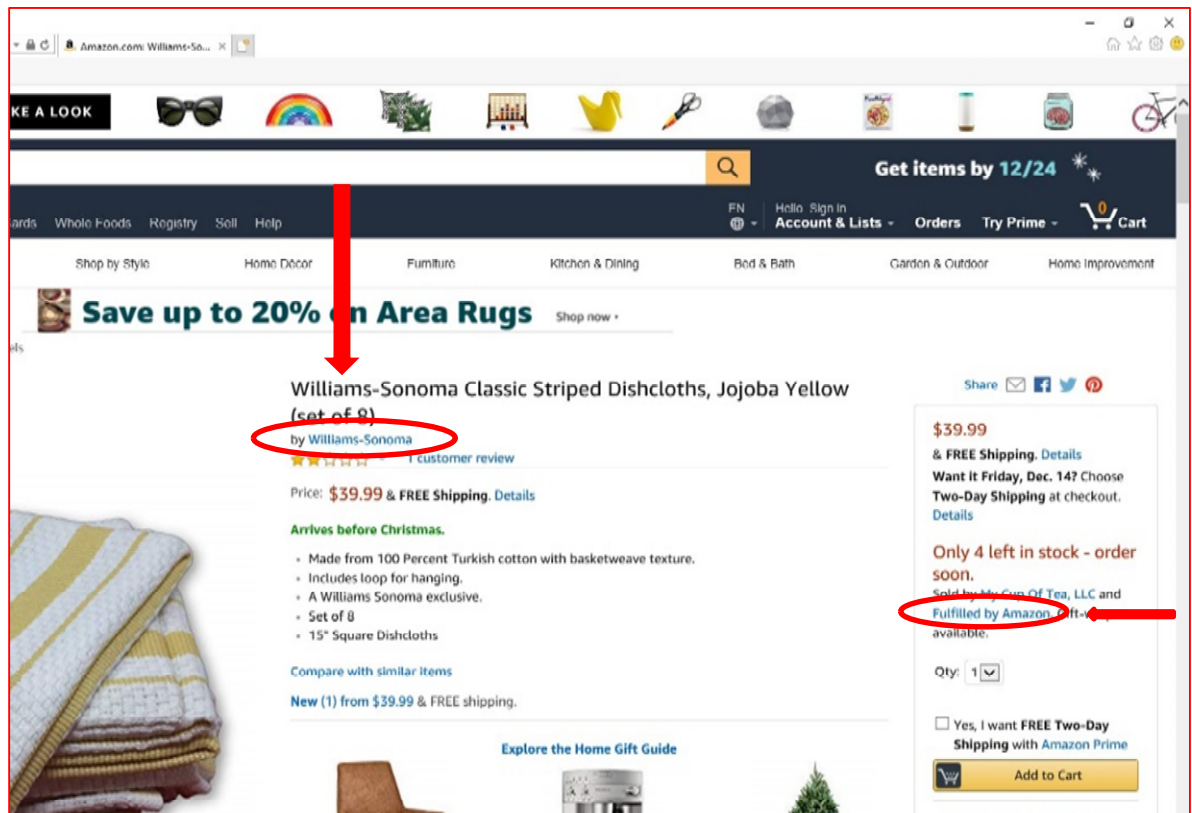 Amazon.com: Williams-So...
KE A LOOK
Get items by 12/24
ards Whole Foods Registry Sell Help
EN
Hello. Sign in
Account & Lists
Orders
Try Prime
0
Cart
Shop by Style Home Décor Furniture Kitchen & Dining Bed & Bath Garden & Outdoor Home Improvement
Save up to 20% on Area Rugs Shop now
els
Williams-Sonoma Classic Striped Dishcloths, Jojoba Yellow
(set of 8)
by Williams-Sonoma
1 customer review
Price: $39.99 & FREE Shipping. Details
Arrives before Christmas.
Made from 100 Percent Turkish cotton with basketweave texture.
Includes loop for hanging.
A Williams Sonoma exclusive.
Set of 8
15" Square Dishcloths
Compare with similar items
New (1) from $39.99 & FREE shipping.
Explore the Home Gift Guide
Share
$39.99
& FREE Shipping. Details
Want it Friday, Dec. 14? Choose
Two-Day Shipping at checkout.
Details
Only 4 left in stock - order
soon.
Sold by My Cup Of Tea, LLC and
Fulfilled by Amazon.
available.
Qty: 1
Yes, I want FREE Two-Day
Shipping with Amazon Prime
Add to Cart